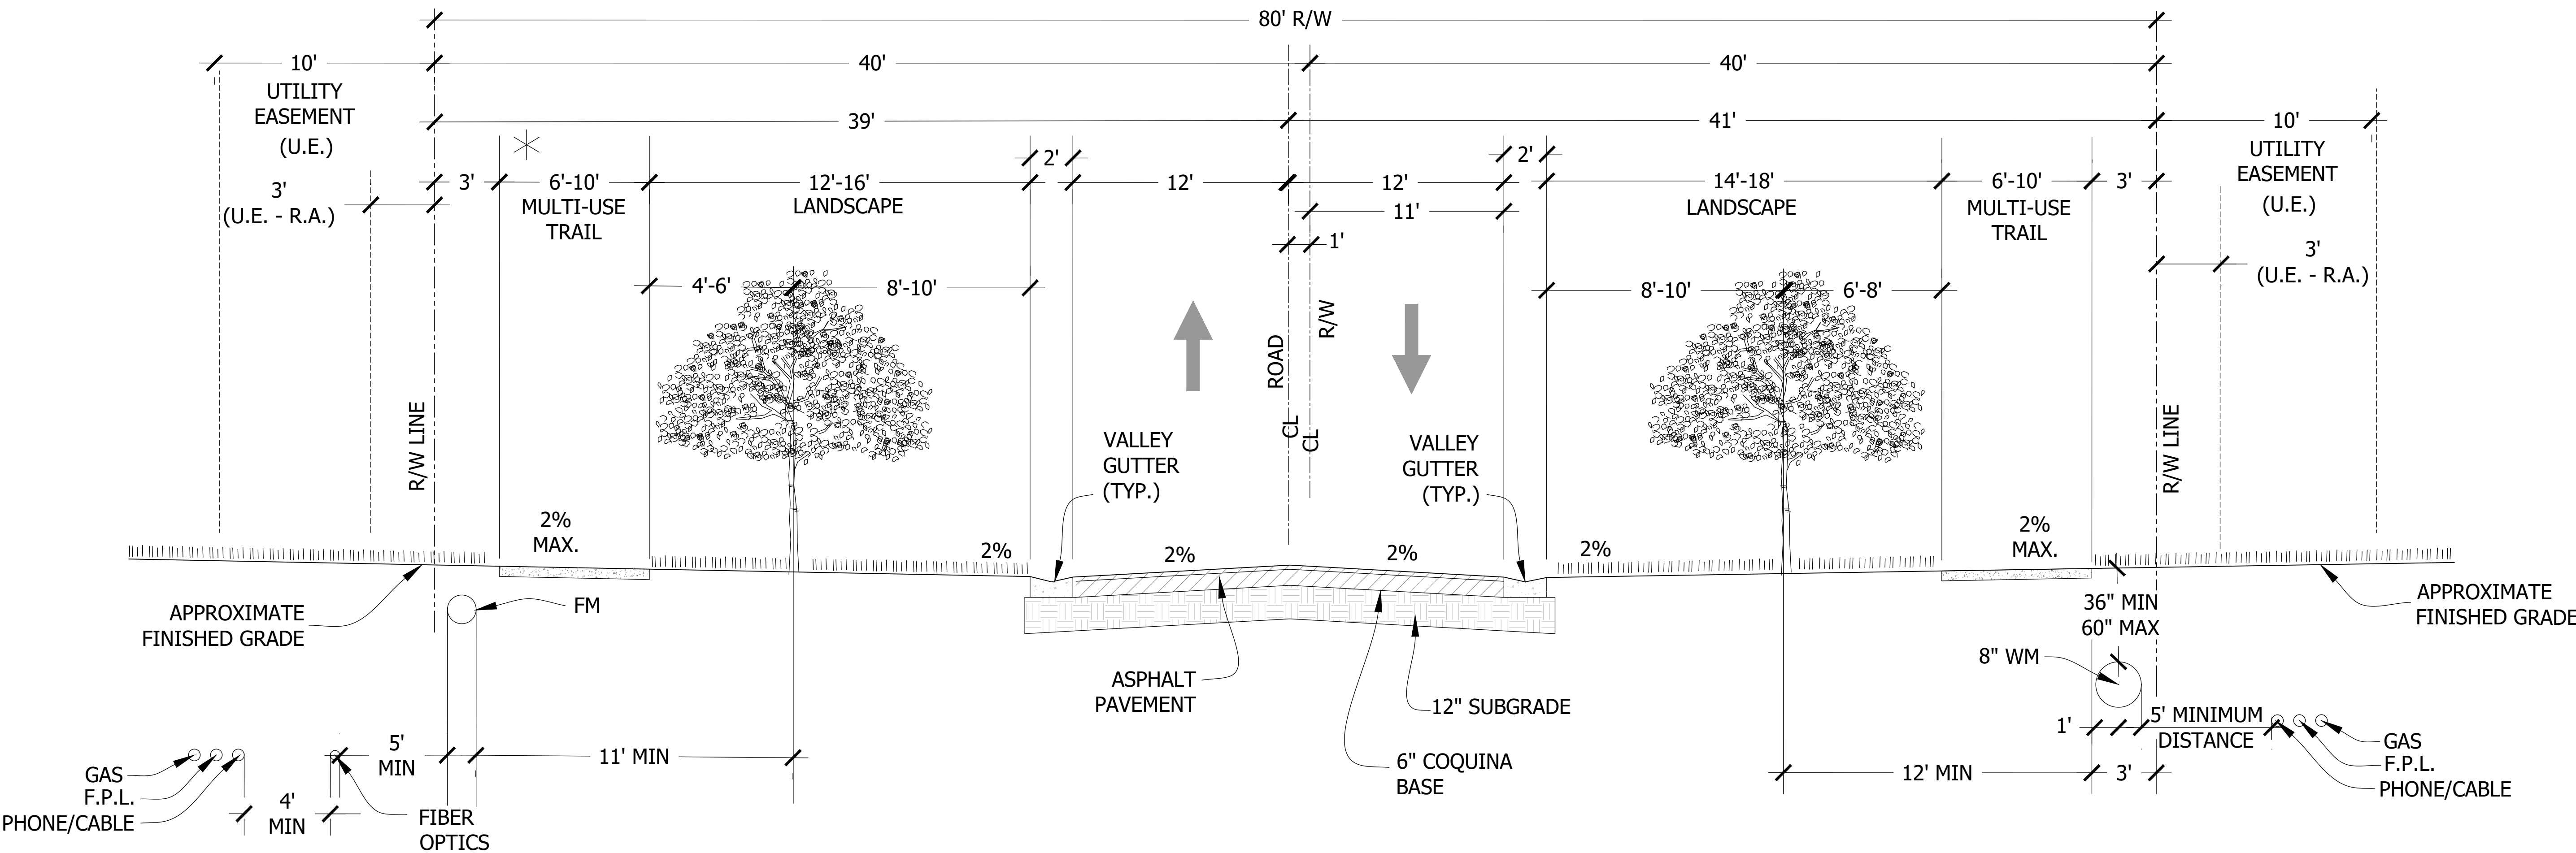 80' R/W
10'
40'
40'
UTILITY
EASEMENT
(U.E.)
39'
41'
10'
UTILITY
EASEMENT
(U.E.)
3'
(U.E. - R.A.)
3'
6'-10'
MULTI-USE
TRAIL
12'-16'
LANDSCAPE
2'
12'
12'
2'
11'
1'
14'-18'
LANDSCAPE
6'-10'
MULTI-USE
TRAIL
3'
3'
(U.E. - R.A.)
4'-6'
8'-10'
8'-10'
6'-8'
R/W LINE
ROAD
CL
R/W
CL
R/W LINE
VALLEY
GUTTER
(TYP.)
VALLEY
GUTTER
(TYP.)
2%
MAX.
2%
2%
2%
2%
2%
MAX.
APPROXIMATE
FINISHED GRADE
FM
36" MIN
60" MAX
APPROXIMATE
FINISHED GRADE
8" WM
ASPHALT
PAVEMENT
12" SUBGRADE
6" COQUINA
BASE
5'
MIN
11' MIN
1'
5' MINIMUM
DISTANCE
12' MIN
3'
GAS
F.P.L.
PHONE/CABLE
4'
MIN
FIBER
OPTICS
GAS
F.P.L.
PHONE/CABLE